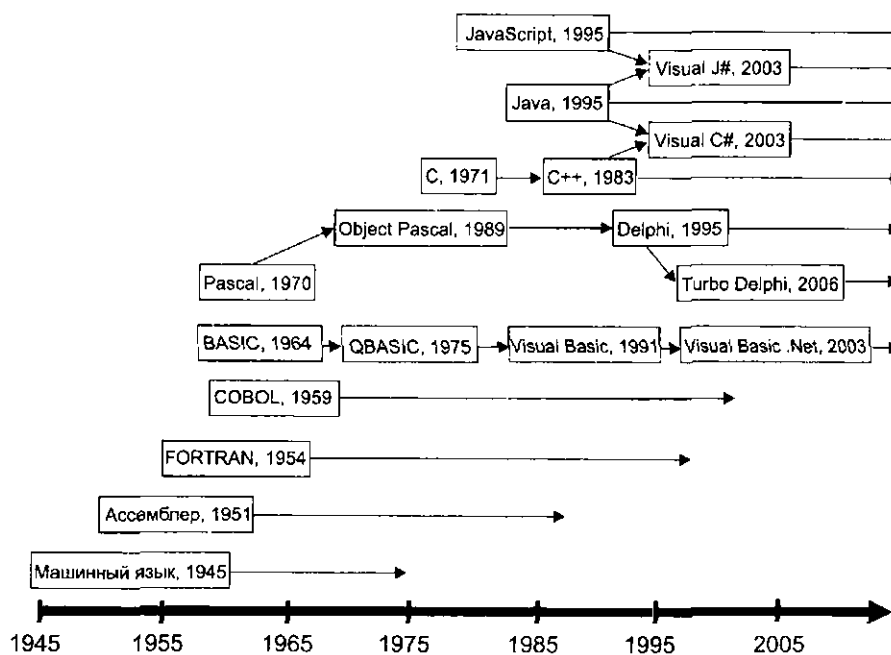 JavaScript, 1995
Visual J#, 2003
Java, 1995
Visual C#, 2003
C, 1971
C++, 1983
Object Pascal, 1989
Delphi, 1995
Pascal, 1970
Turbo Delphi, 2006
BASIC, 1964
QBASIC, 1975
Visual Basic, 1991
Visual Basic .Net, 2003
COBOL, 1959
FORTRAN, 1954
Ассемблер, 1951
Машинный язык, 1945
1945 1955 1965 1975 1985 1995 2005